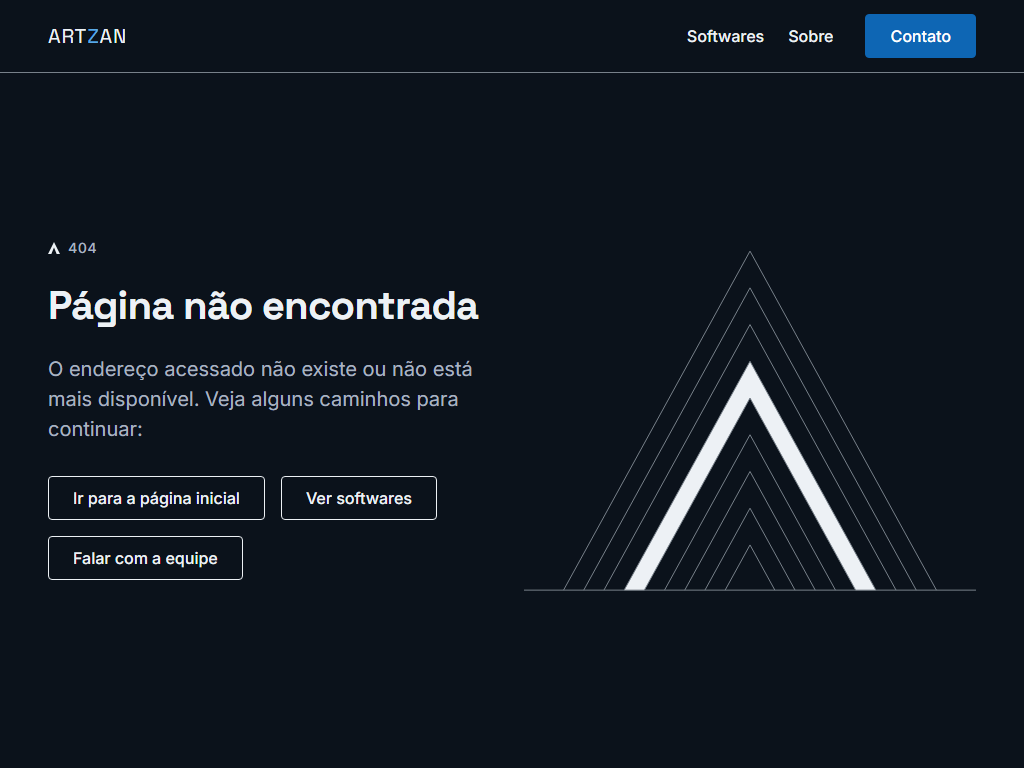 ARTZAN
Softwares
Sobre
Contato
404
Página não encontrada
O endereço acessado não existe ou não está
mais disponível. Veja alguns caminhos para
continuar:
Ir para a página inicial
Ver softwares
Falar com a equipe